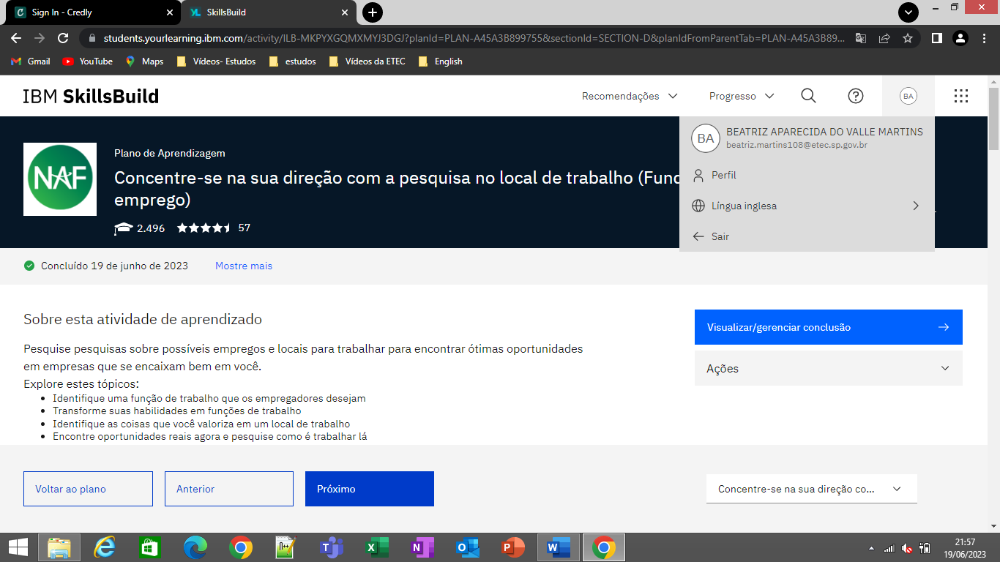 Sign In - Credly
SkillsBuild
students.yourlearning.ibm.com/activity/ILB-MKPYXGQMXMYJ3DGJ?planId=PLAN-A45A3B899755&sectionId=SECTION-D&planIdFromParentTab=PLAN-A45A3B89...
Gmail YouTube Maps Vídeos- Estudos estudos Vídeos da ETEC English
IBM SkillsBuild Recomendações Progresso BA
BA BEATRIZ APARECIDA DO VALLE MARTINS
beatriz.martins108@etec.sp.gov.br
Perfil
Língua inglesa
Sair
NAF
Plano de Aprendizagem
Concentre-se na sua direção com a pesquisa no local de trabalho (Func
emprego)
2.496 57
Concluído 19 de junho de 2023 Mostre mais
Sobre esta atividade de aprendizado
Pesquise pesquisas sobre possíveis empregos e locais para trabalhar para encontrar ótimas oportunidades
em empresas que se encaixam bem em você.
Explore estes tópicos:
• Identifique uma função de trabalho que os empregadores desejam
• Transforme suas habilidades em funções de trabalho
• Identifique as coisas que você valoriza em um local de trabalho
• Encontre oportunidades reais agora e pesquise como é trabalhar lá
Visualizar/gerenciar conclusão
Ações
Voltar ao plano Anterior Próximo Concentre-se na sua direção co...
21:57
19/06/2023